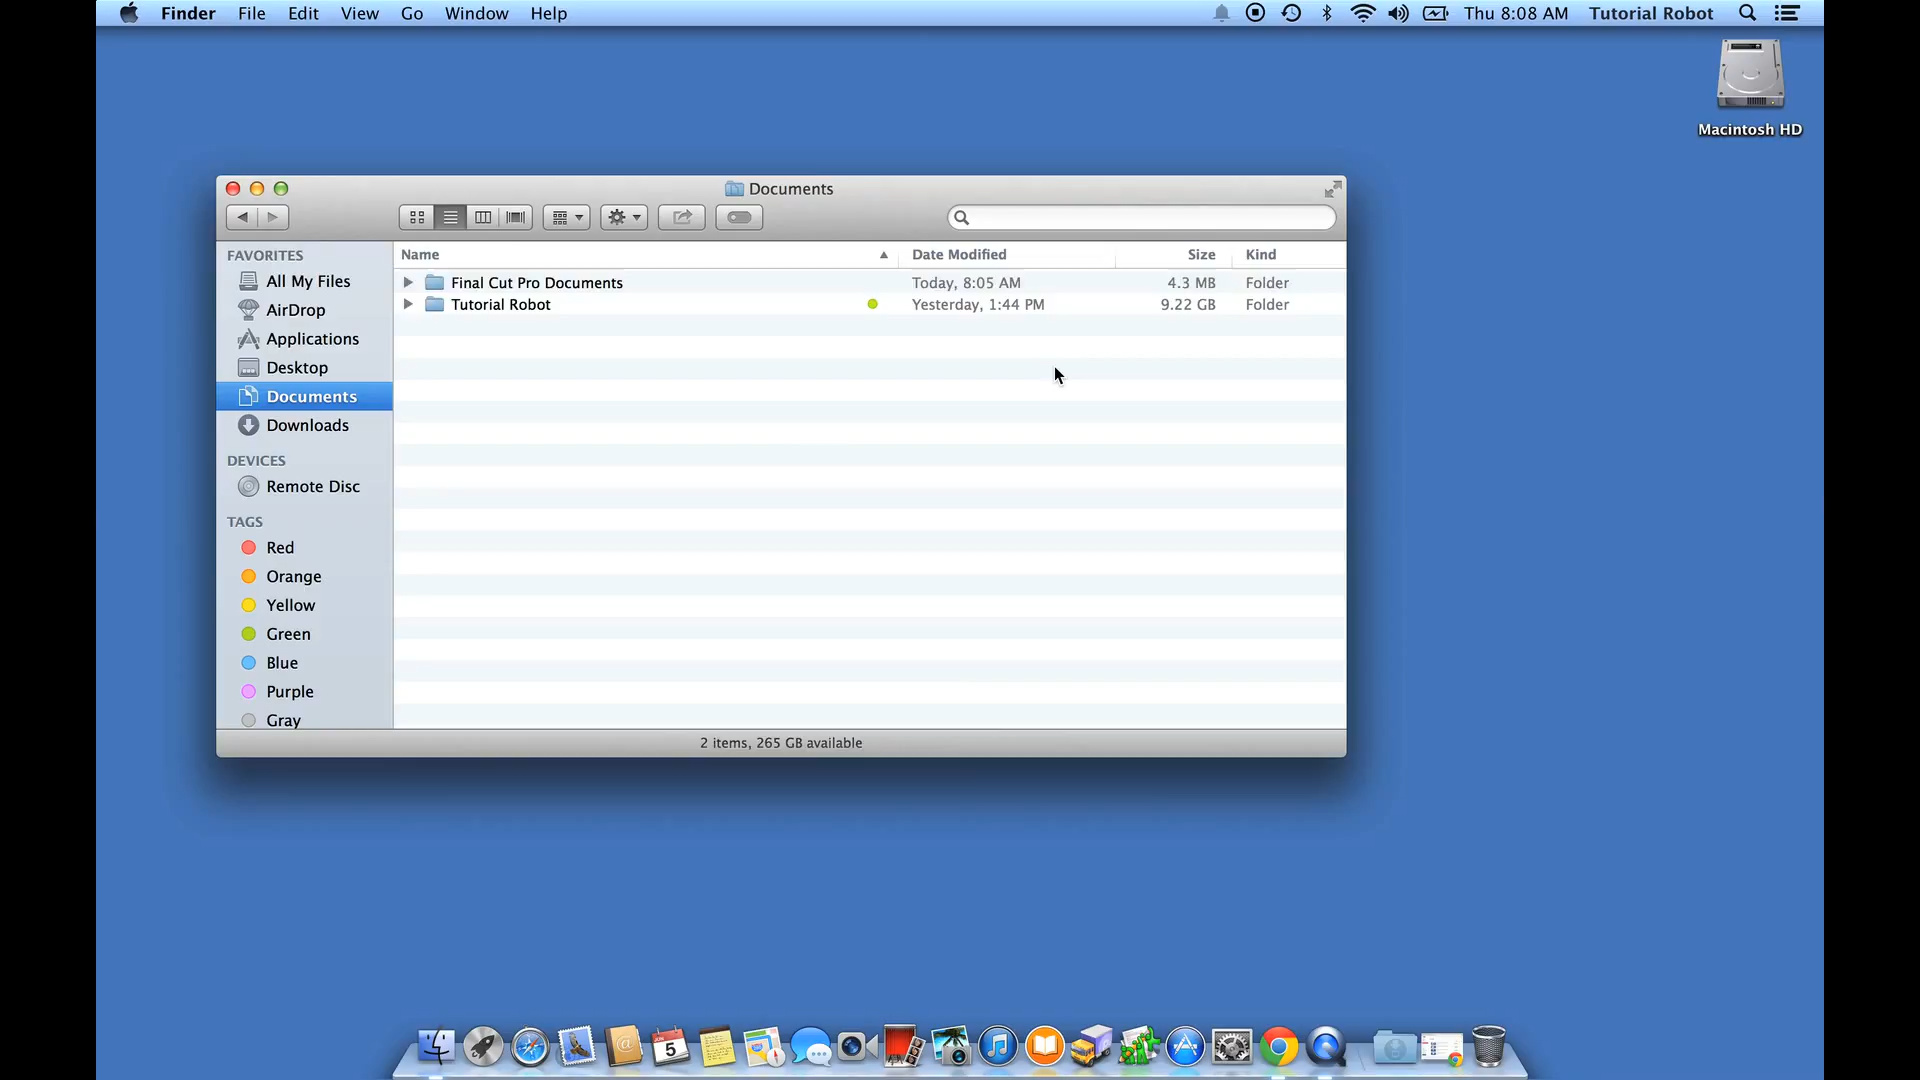 Finder File Edit View Go Window Help Thu 8:08 AM Tutorial Robot
Macintosh HD
Documents
FAVORITES
All My Files
AirDrop
Applications
Desktop
Documents
Downloads
DEVICES
Remote Disc
TAGS
Red
Orange
Yellow
Green
Blue
Purple
Gray
Name Date Modified Size Kind
Final Cut Pro Documents Today, 8:05 AM 4.3 MB Folder
Tutorial Robot Yesterday, 1:44 PM 9.22 GB Folder
2 items, 265 GB available
5